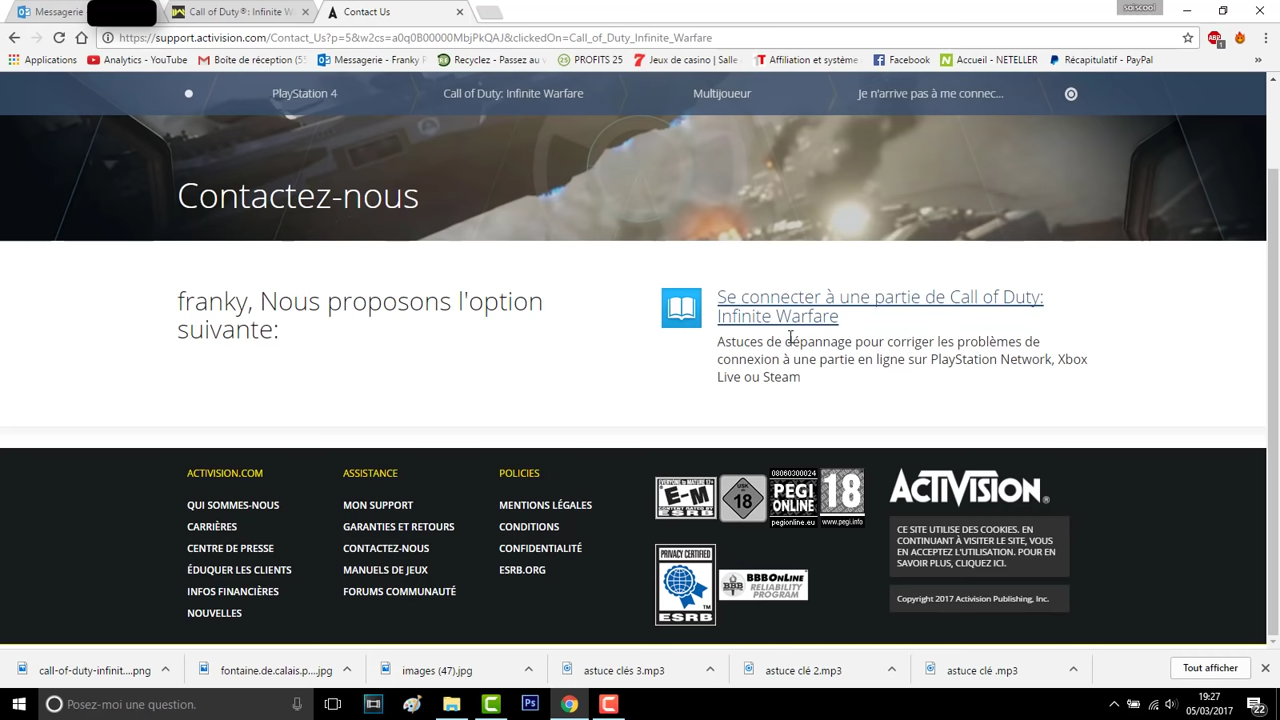 Messagerie
Call of Duty®: Infinite W
Contact Us
soiscool
https://support.activision.com/Contact_Us?p=5&w2cs=a0q0B00000MbjPkQAJ&clickedOn=Call_of_Duty_Infinite_Warfare
Applications
Analytics - YouTube
Boîte de réception (55
Messagerie - Franky P
Recyclez - Passez au v
PROFITS 25
Jeux de casino | Salle
Affiliation et système
Facebook
Accueil - NETELLER
Récapitulatif - PayPal
PlayStation 4
Call of Duty: Infinite Warfare
Multijoueur
Je n'arrive pas à me connec...
Contactez-nous
franky, Nous proposons l'option
suivante:
Se connecter à une partie de Call of Duty:
Infinite Warfare
Astuces de dépannage pour corriger les problèmes de
connexion à une partie en ligne sur PlayStation Network, Xbox
Live ou Steam
ACTIVISION.COM
QUI SOMMES-NOUS
CARRIÈRES
CENTRE DE PRESSE
ÉDUQUER LES CLIENTS
INFOS FINANCIÈRES
NOUVELLES
ASSISTANCE
MON SUPPORT
GARANTIES ET RETOURS
CONTACTEZ-NOUS
MANUELS DE JEUX
FORUMS COMMUNAUTÉ
POLICIES
MENTIONS LÉGALES
CONDITIONS
CONFIDENTIALITÉ
ESRB.ORG
E-M
18
08060300024
PEGI
ONLINE
pegionline.eu
18
www.pegi.info
PRIVACY CERTIFIED
ESRB
BBBONLINE
RELIABILITY
PROGRAM
ACTIVISION®
CE SITE UTILISE DES COOKIES. EN
CONTINUANT À VISITER LE SITE, VOUS
EN ACCEPTEZ L'UTILISATION. POUR EN
SAVOIR PLUS, CLIQUEZ ICI.
Copyright 2017 Activision Publishing, Inc.
call-of-duty-infinit....png
fontaine.de.calais.p....jpg
images (47).jpg
astuce clés 3.mp3
astuce clé 2.mp3
astuce clé .mp3
Tout afficher
Posez-moi une question.
Ps
19:27
05/03/2017
22